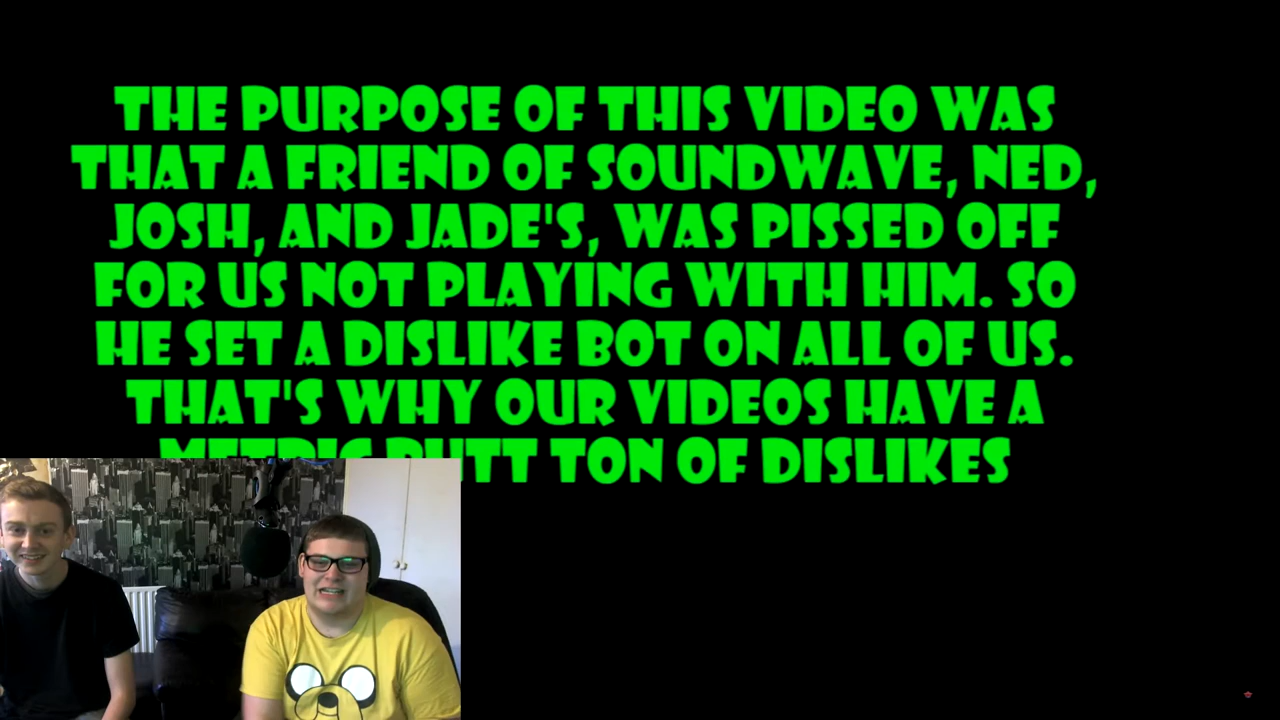 THE PURPOSE OF THIS VIDEO WAS
THAT A FRIEND OF SOUNDWAVE, NED,
JOSH, AND JADE'S, WAS PISSED OFF
FOR US NOT PLAYING WITH HIM. SO
HE SET A DISLIKE BOT ON ALL OF US.
THAT'S WHY OUR VIDEOS HAVE A
METRIC BUTT TON OF DISLIKES